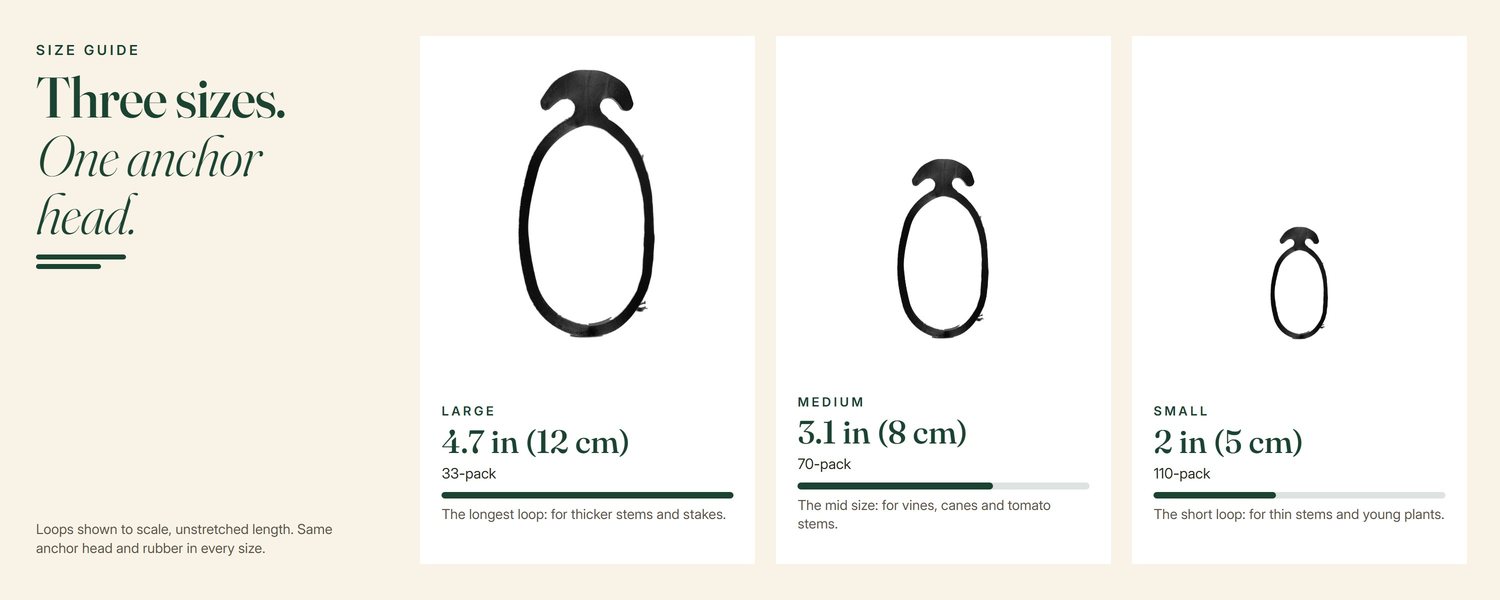 SIZE GUIDE
Three sizes.
One anchor
head.
Loops shown to scale, unstretched length. Same
anchor head and rubber in every size.
LARGE
4.7 in (12 cm)
33-pack
The longest loop: for thicker stems and stakes.
MEDIUM
3.1 in (8 cm)
70-pack
The mid size: for vines, canes and tomato
stems.
SMALL
2 in (5 cm)
110-pack
The short loop: for thin stems and young plants.